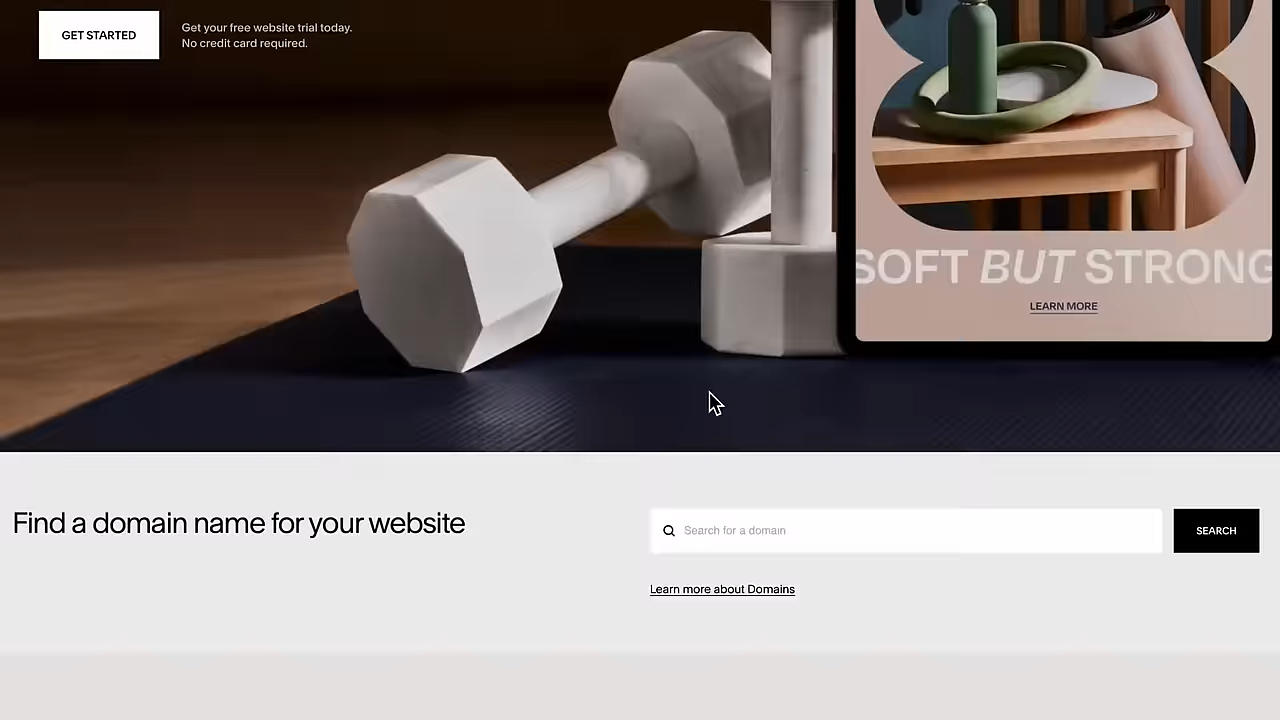 GET STARTED
Get your free website trial today.
No credit card required.
SOFT BUT STRONG
LEARN MORE
Find a domain name for your website
Search for a domain
SEARCH
Learn more about Domains